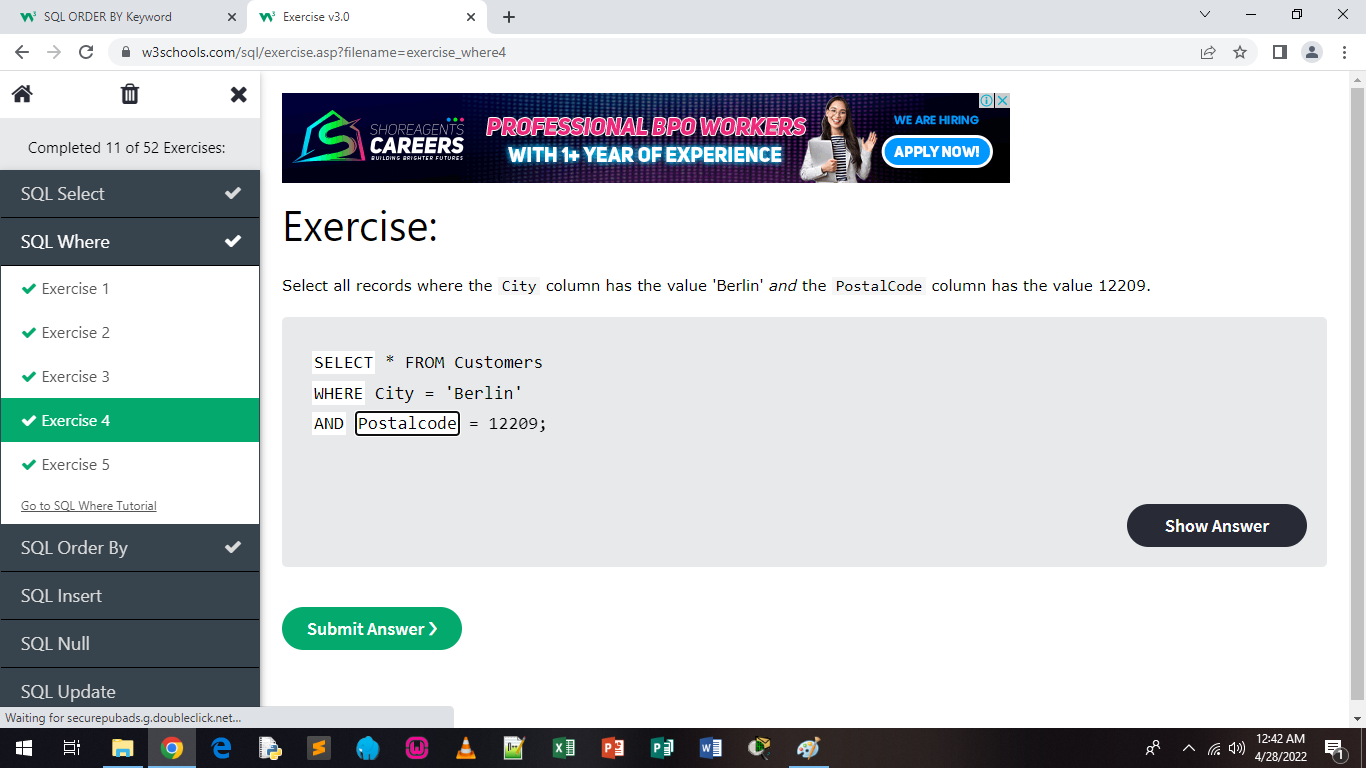 SQL ORDER BY Keyword
Exercise v3.0
w3schools.com/sql/exercise.asp?filename=exercise_where4
Completed 11 of 52 Exercises:
SQL Select
SQL Where
Exercise 1
Exercise 2
Exercise 3
Exercise 4
Exercise 5
Go to SQL Where Tutorial
SQL Order By
SQL Insert
SQL Null
SQL Update
Waiting for securepubads.g.doubleclick.net...
SHOREAGENTS
CAREERS
BUILDING BRIGHTER FUTURES
PROFESSIONAL BPO WORKERS
WITH 1+ YEAR OF EXPERIENCE
WE ARE HIRING
APPLY NOW!
Exercise:
Select all records where the City column has the value 'Berlin' and the PostalCode column has the value 12209.
SELECT * FROM Customers
WHERE City = 'Berlin'
AND Postalcode = 12209;
Show Answer
Submit Answer ❯
12:42 AM
4/28/2022
1